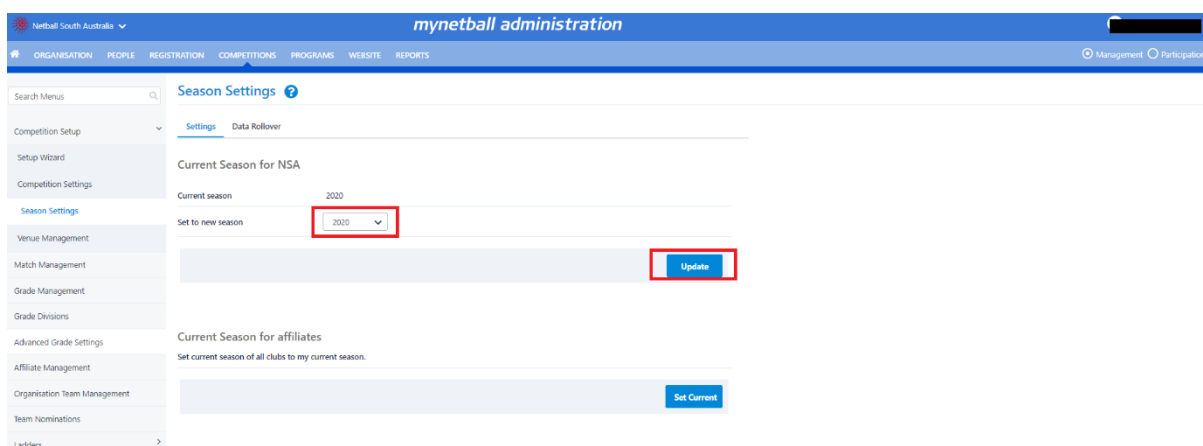 Netball South Australia
mynetball administration
ORGANISATION PEOPLE REGISTRATION COMPETITIONS PROGRAMS WEBSITE REPORTS
Management Participation
Search Menus
Competition Setup
Setup Wizard
Competition Settings
Season Settings
Venue Management
Match Management
Grade Management
Grade Divisions
Advanced Grade Settings
Affiliate Management
Organisation Team Management
Team Nominations
Ladders
Season Settings ?
Settings Data Rollover
Current Season for NSA
Current season 2020
Set to new season 2020
Update
Current Season for affiliates
Set current season of all clubs to my current season.
Set Current